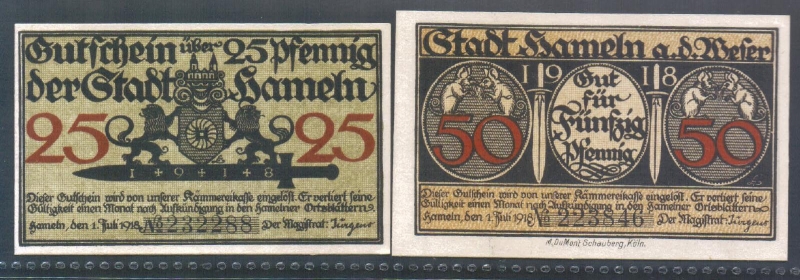 Gutschein über 25 Pfennig
der Stadt Hameln
25 25
1 9 1 8
Dieser Gutschein wird von unserer Kämmereikasse eingelöst. Er verliert seine
Gültigkeit einen Monat nach Aufkündigung in den Hamelner Ortsblättern
Hameln, den 1. Juli 1918 No 232288 Der Magistrat: Jürgens
Stadt Hameln a.d. Weser
19 18
Gut
für
Fünfzig
Pfennig
50 50
Dieser Gutschein wird von unserer Kämmereikasse eingelöst. Er verliert seine
Gültigkeit einen Monat nach Aufkündigung in den Hamelner Ortsblättern.
Hameln, den 1. Juli 1918 No 223846 Der Magistrat: Jürgens
M. DuMont Schauberg, Köln.